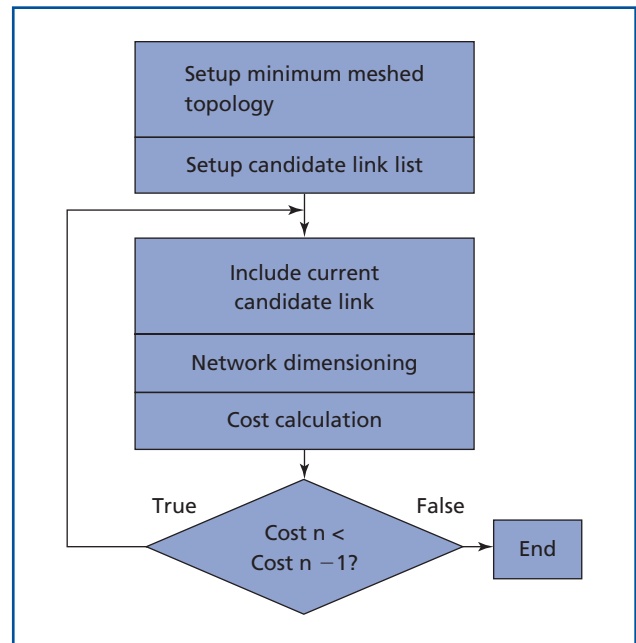 Setup minimum meshed
topology
Setup candidate link list
Include current
candidate link
Network dimensioning
Cost calculation
True
False
Cost n <
Cost n −1?
End